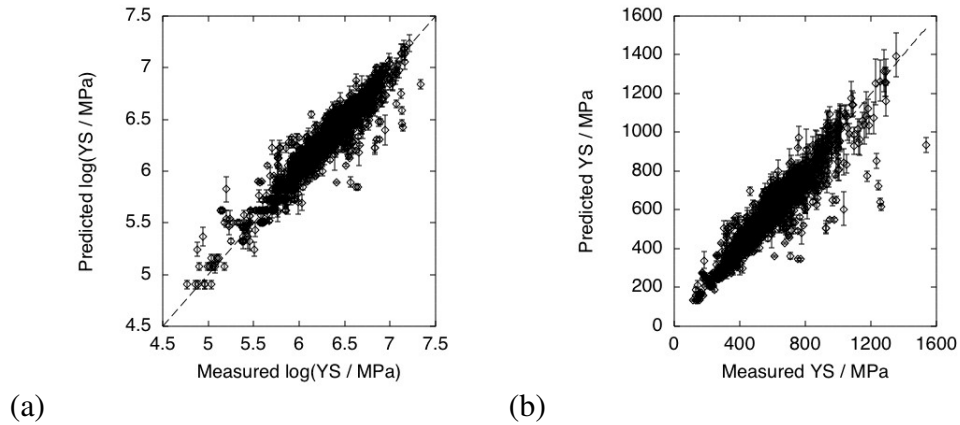 7.5
7
6.5
6
5.5
5
4.5
4.5 5 5.5 6 6.5 7 7.5
Predicted log(YS / MPa)
Measured log(YS / MPa)
(a)
1600
1400
1200
1000
800
600
400
200
0
0 400 800 1200 1600
Predicted YS / MPa)
Measured YS / MPa
(b)